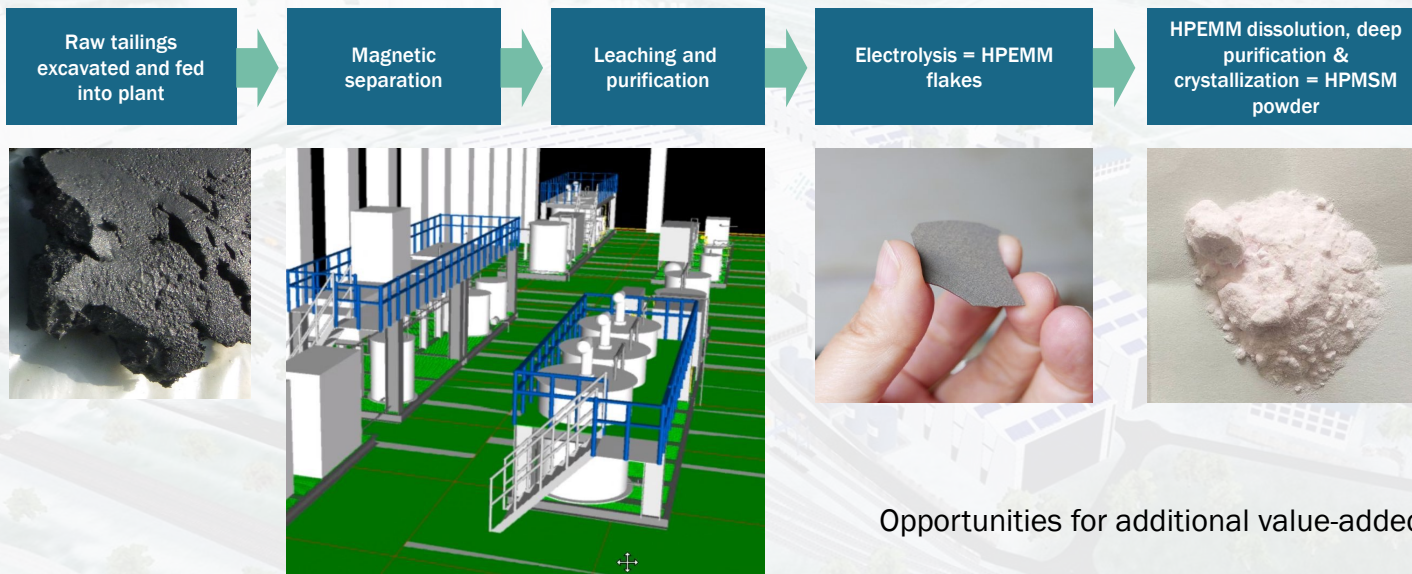 Raw tailings
excavated and fed
into plant
Magnetic
separation
Leaching and
purification
Electrolysis = HPEMM
flakes
HPEMM dissolution, deep
purification &
crystallization = HPMSM
powder
Opportunities for additional value-added